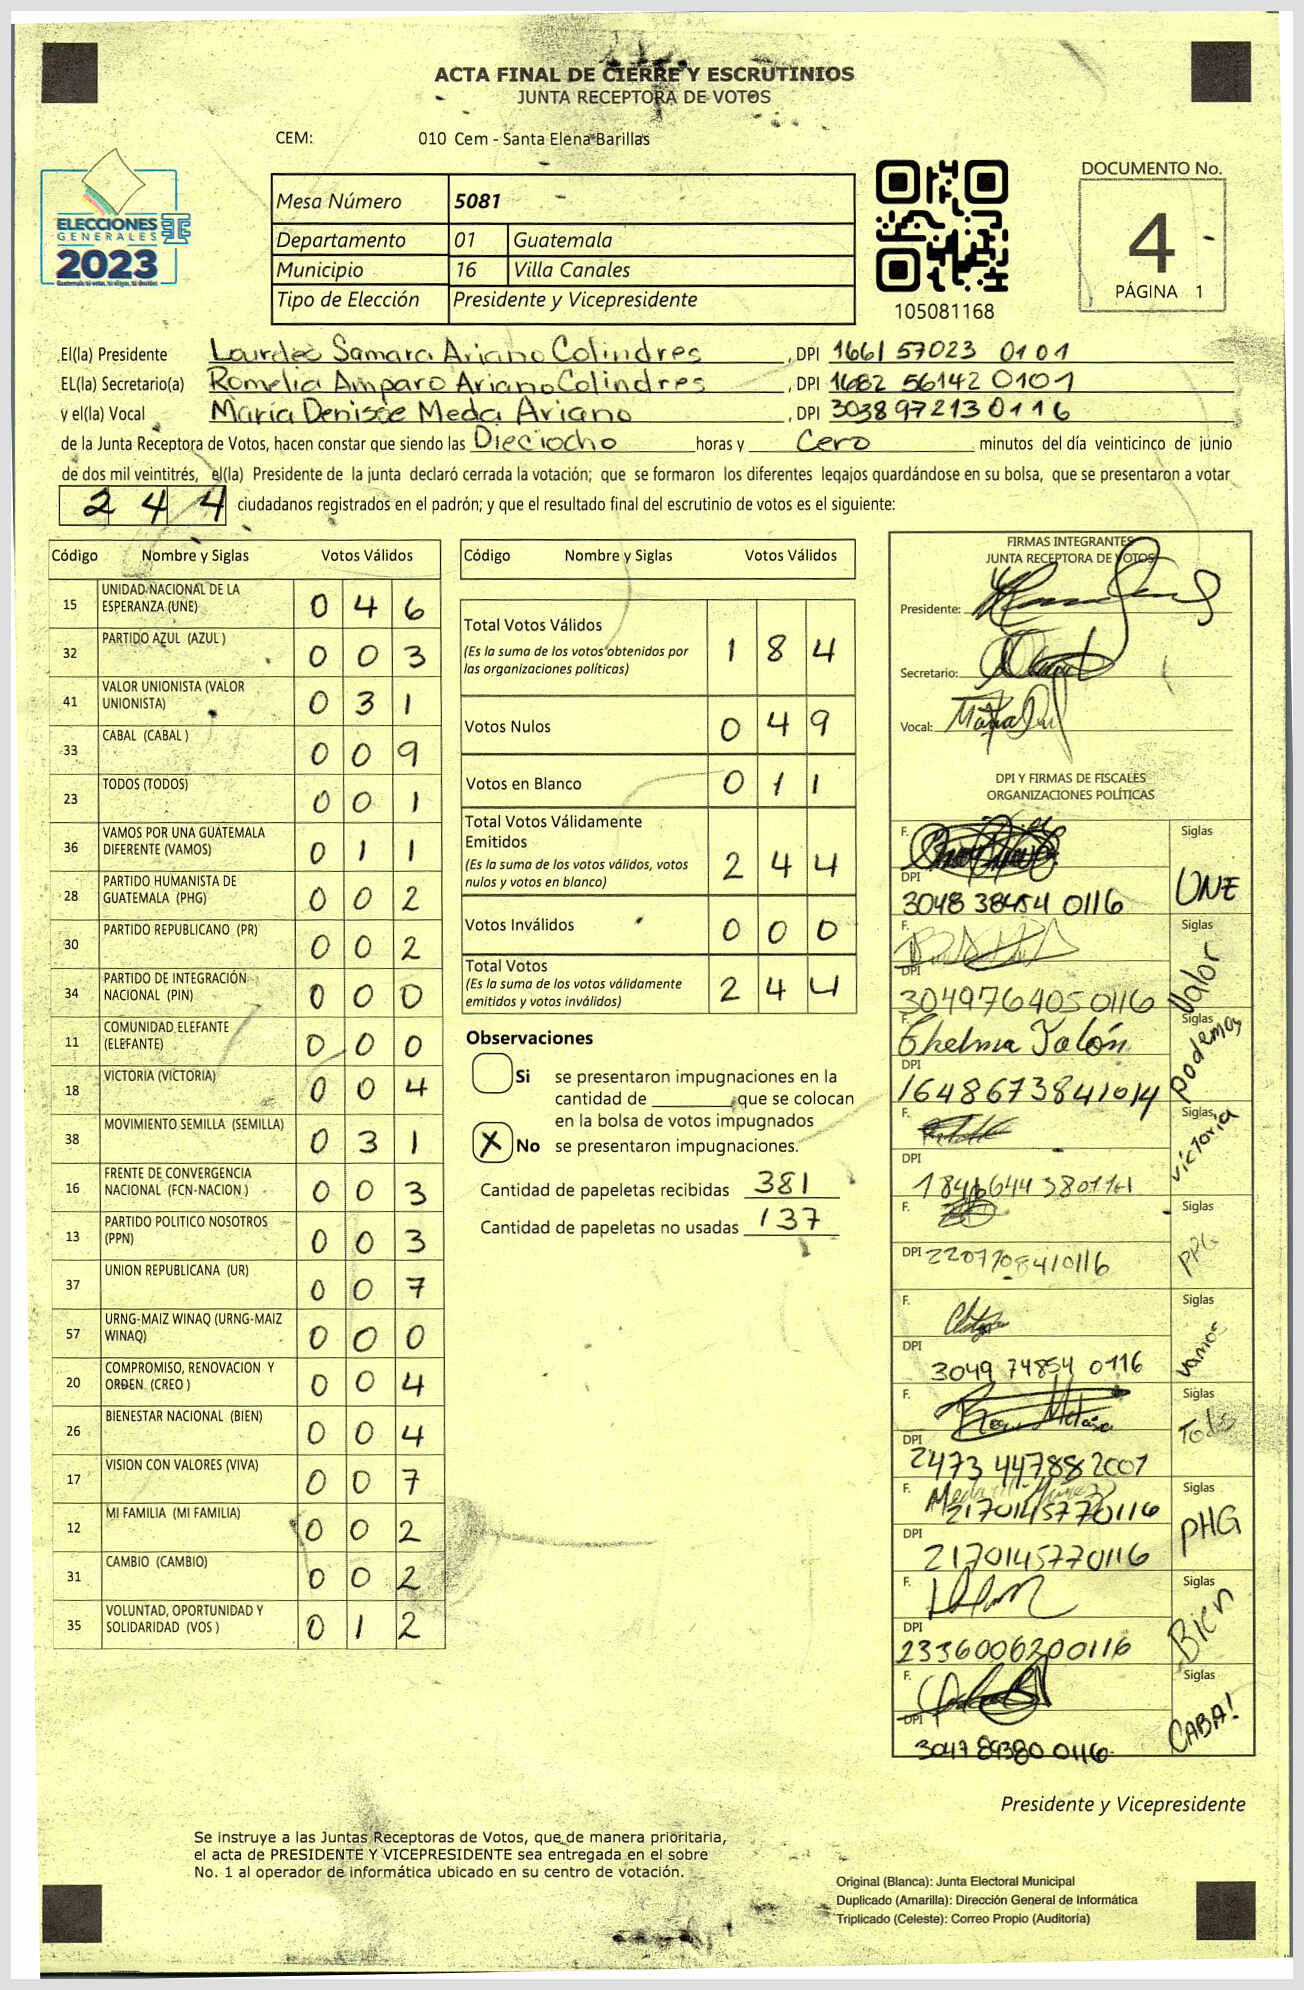 ACTA FINAL DE CIERRE Y ESCRUTINIOS
JUNTA RECEPTORA DE VOTOS
CEM: 010 Cem - Santa Elena Barillas
ELECCIONES
GENERALES
2023
Mesa Número 5081
Departamento 01 Guatemala
Municipio 16 Villa Canales
Tipo de Elección Presidente y Vicepresidente
105081168
DOCUMENTO No.
4
PÁGINA 1
El(la) Presidente Lourdes Samara Ariano Colindres, DPI 1661 57023 0101
EL(la) Secretario(a) Romelia Amparo Ariano Colindres, DPI 1682 56142 0101
y el(la) Vocal María Denisse Meda Ariano, DPI 3038 97213 0116
de la Junta Receptora de Votos, hacen constar que siendo las Dieciocho horas y Cero minutos del día veinticinco de junio
de dos mil veintitrés, el(la) Presidente de la junta declaró cerrada la votación; que se formaron los diferentes legajos guardándose en su bolsa, que se presentaron a votar
244 ciudadanos registrados en el padrón; y que el resultado final del escrutinio de votos es el siguiente:
Código Nombre y Siglas Votos Válidos
15 UNIDAD NACIONAL DE LA ESPERANZA (UNE) 0 4 6
32 PARTIDO AZUL (AZUL ) 0 0 3
41 VALOR UNIONISTA (VALOR UNIONISTA) 0 3 1
33 CABAL (CABAL ) 0 0 9
23 TODOS (TODOS) 0 0 1
36 VAMOS POR UNA GUATEMALA DIFERENTE (VAMOS) 0 1 1
28 PARTIDO HUMANISTA DE GUATEMALA (PHG) 0 0 2
30 PARTIDO REPUBLICANO (PR) 0 0 2
34 PARTIDO DE INTEGRACIÓN NACIONAL (PIN) 0 0 0
11 COMUNIDAD ELEFANTE (ELEFANTE) 0 0 0
18 VICTORIA (VICTORIA) 0 0 4
38 MOVIMIENTO SEMILLA (SEMILLA) 0 3 1
16 FRENTE DE CONVERGENCIA NACIONAL (FCN-NACION ) 0 0 3
13 PARTIDO POLITICO NOSOTROS (PPN) 0 0 3
37 UNION REPUBLICANA (UR) 0 0 7
57 URNG-MAIZ WINAQ (URNG-MAIZ WINAQ) 0 0 0
20 COMPROMISO, RENOVACION Y ORDEN (CREO ) 0 0 4
26 BIENESTAR NACIONAL (BIEN) 0 0 4
17 VISION CON VALORES (VIVA) 0 0 7
12 MI FAMILIA (MI FAMILIA) 0 0 2
31 CAMBIO (CAMBIO) 0 0 2
35 VOLUNTAD, OPORTUNIDAD Y SOLIDARIDAD (VOS ) 0 1 2
Código Nombre y Siglas Votos Válidos
Total Votos Válidos 1 8 4
(Es la suma de los votos obtenidos por
las organizaciones políticas)
Votos Nulos 0 4 9
Votos en Blanco 0 1 1
Total Votos Válidamente
Emitidos 2 4 4
(Es la suma de los votos válidos, votos
nulos y votos en blanco)
Votos Inválidos 0 0 0
Total Votos 2 4 4
(Es la suma de los votos válidamente
emitidos y votos inválidos)
Observaciones
Si se presentaron impugnaciones en la
cantidad de ________ que se colocan
en la bolsa de votos impugnados
X No se presentaron impugnaciones.
Cantidad de papeletas recibidas 381
Cantidad de papeletas no usadas 137
FIRMAS INTEGRANTES
JUNTA RECEPTORA DE VOTOS
Presidente:
Secretario:
Vocal:
DPI Y FIRMAS DE FISCALES
ORGANIZACIONES POLÍTICAS
F. Siglas
DPI 3048 38454 0116 UNE
F. Siglas
DPI 3049764050116 Valor
F. Thelma Siglas
DPI 1648673841014 Podemos
F. Siglas
DPI victoria
F. Siglas
DPI 2207708410116
F. Siglas
DPI 3049 74854 0116 Vamos
F. Siglas
DPI 2473 44788 2001 Todos
F. 2170145770116 Siglas
DPI 2170145770116 PHG
F. Siglas
DPI 2336006200116 Bien
F. Siglas
DPI 3047 89380 0116 CABAl
Presidente y Vicepresidente
Se instruye a las Juntas Receptoras de Votos, que de manera prioritaria,
el acta de PRESIDENTE Y VICEPRESIDENTE sea entregada en el sobre
No. 1 al operador de informática ubicado en su centro de votación.
Original (Blanca): Junta Electoral Municipal
Duplicado (Amarilla): Dirección General de Informática
Triplicado (Celeste): Correo Propio (Auditoría)